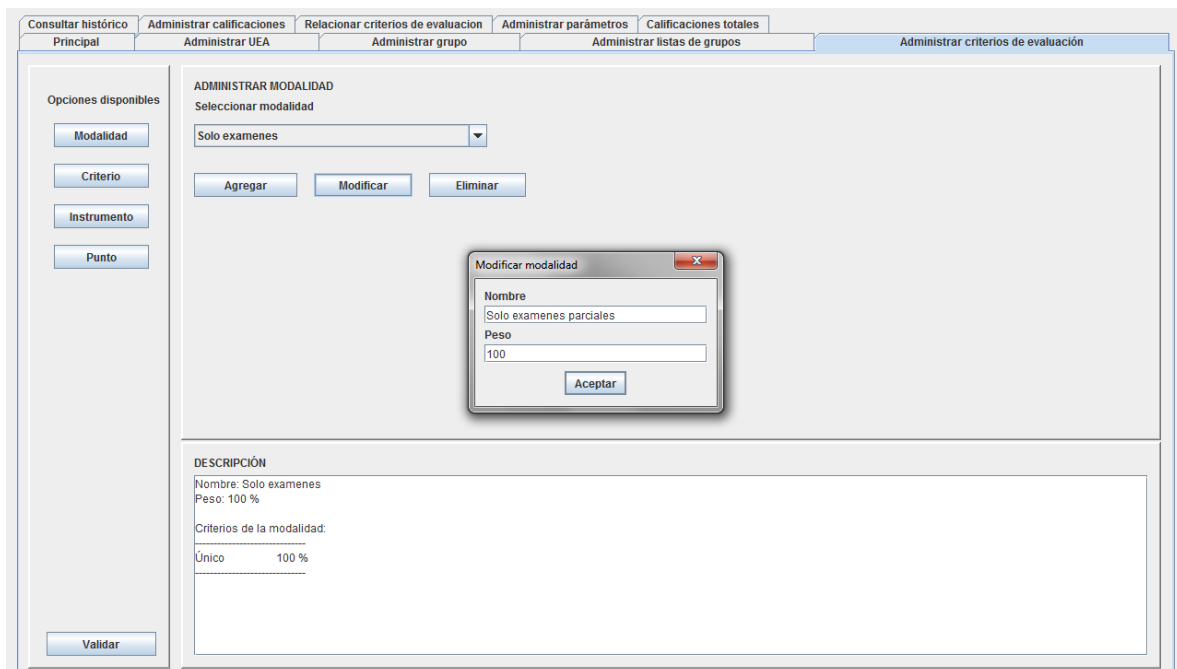 Consultar histórico Administrar calificaciones Relacionar criterios de evaluacion Administrar parámetros Calificaciones totales
Principal Administrar UEA Administrar grupo Administrar listas de grupos Administrar criterios de evaluación
Opciones disponibles
Modalidad
Criterio
Instrumento
Punto
Validar
ADMINISTRAR MODALIDAD
Seleccionar modalidad
Solo examenes
Agregar Modificar Eliminar
Modificar modalidad
Nombre
Solo examenes parciales
Peso
100
Aceptar
DESCRIPCIÓN
Nombre: Solo examenes
Peso: 100 %
Criterios de la modalidad:
------------------------------
Único 100 %
------------------------------